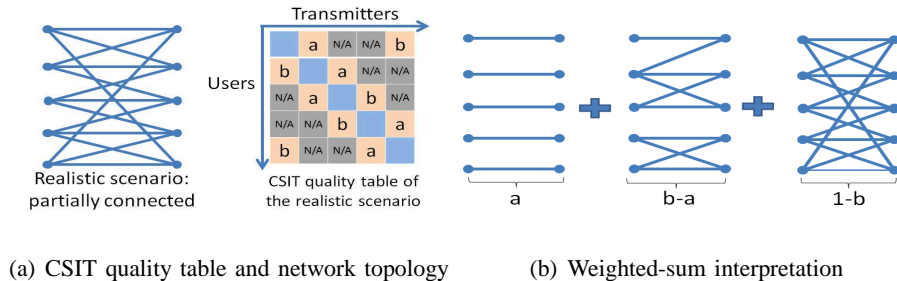 Transmitters
Users
a N/A N/A b
b a N/A N/A
N/A a b N/A
N/A N/A b a
b N/A N/A a
Realistic scenario:
partially connected
CSIT quality table of
the realistic scenario
a
b-a
1-b
(a) CSIT quality table and network topology
(b) Weighted-sum interpretation